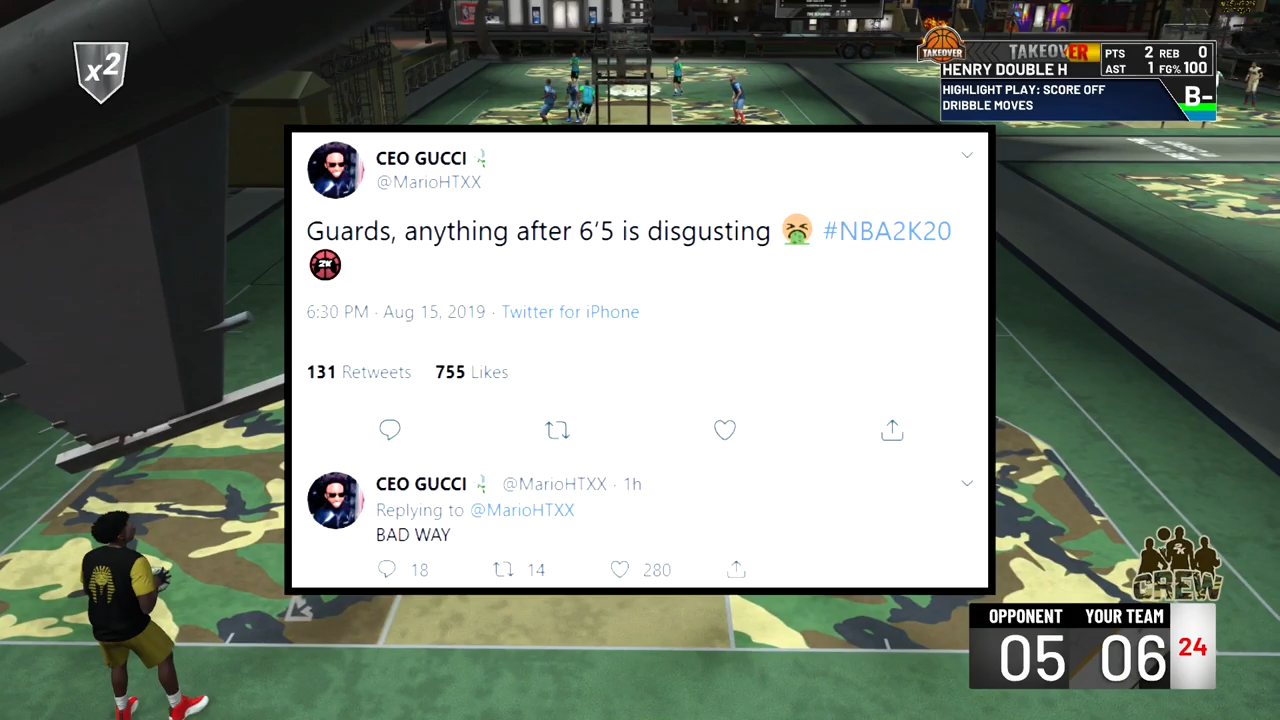 x2
TAKEOVER
TAKEOVER
HENRY DOUBLE H
PTS 2 REB 0
AST 1 FG% 100
HIGHLIGHT PLAY: SCORE OFF
DRIBBLE MOVES
B-
CEO GUCCI
@MarioHTXX
Guards, anything after 6’5 is disgusting 🤮 #NBA2K20
2K
6:30 PM · Aug 15, 2019 · Twitter for iPhone
131 Retweets 755 Likes
CEO GUCCI @MarioHTXX · 1h
Replying to @MarioHTXX
BAD WAY
18 14 280
2K
CREW
OPPONENT YOUR TEAM
05 06 24